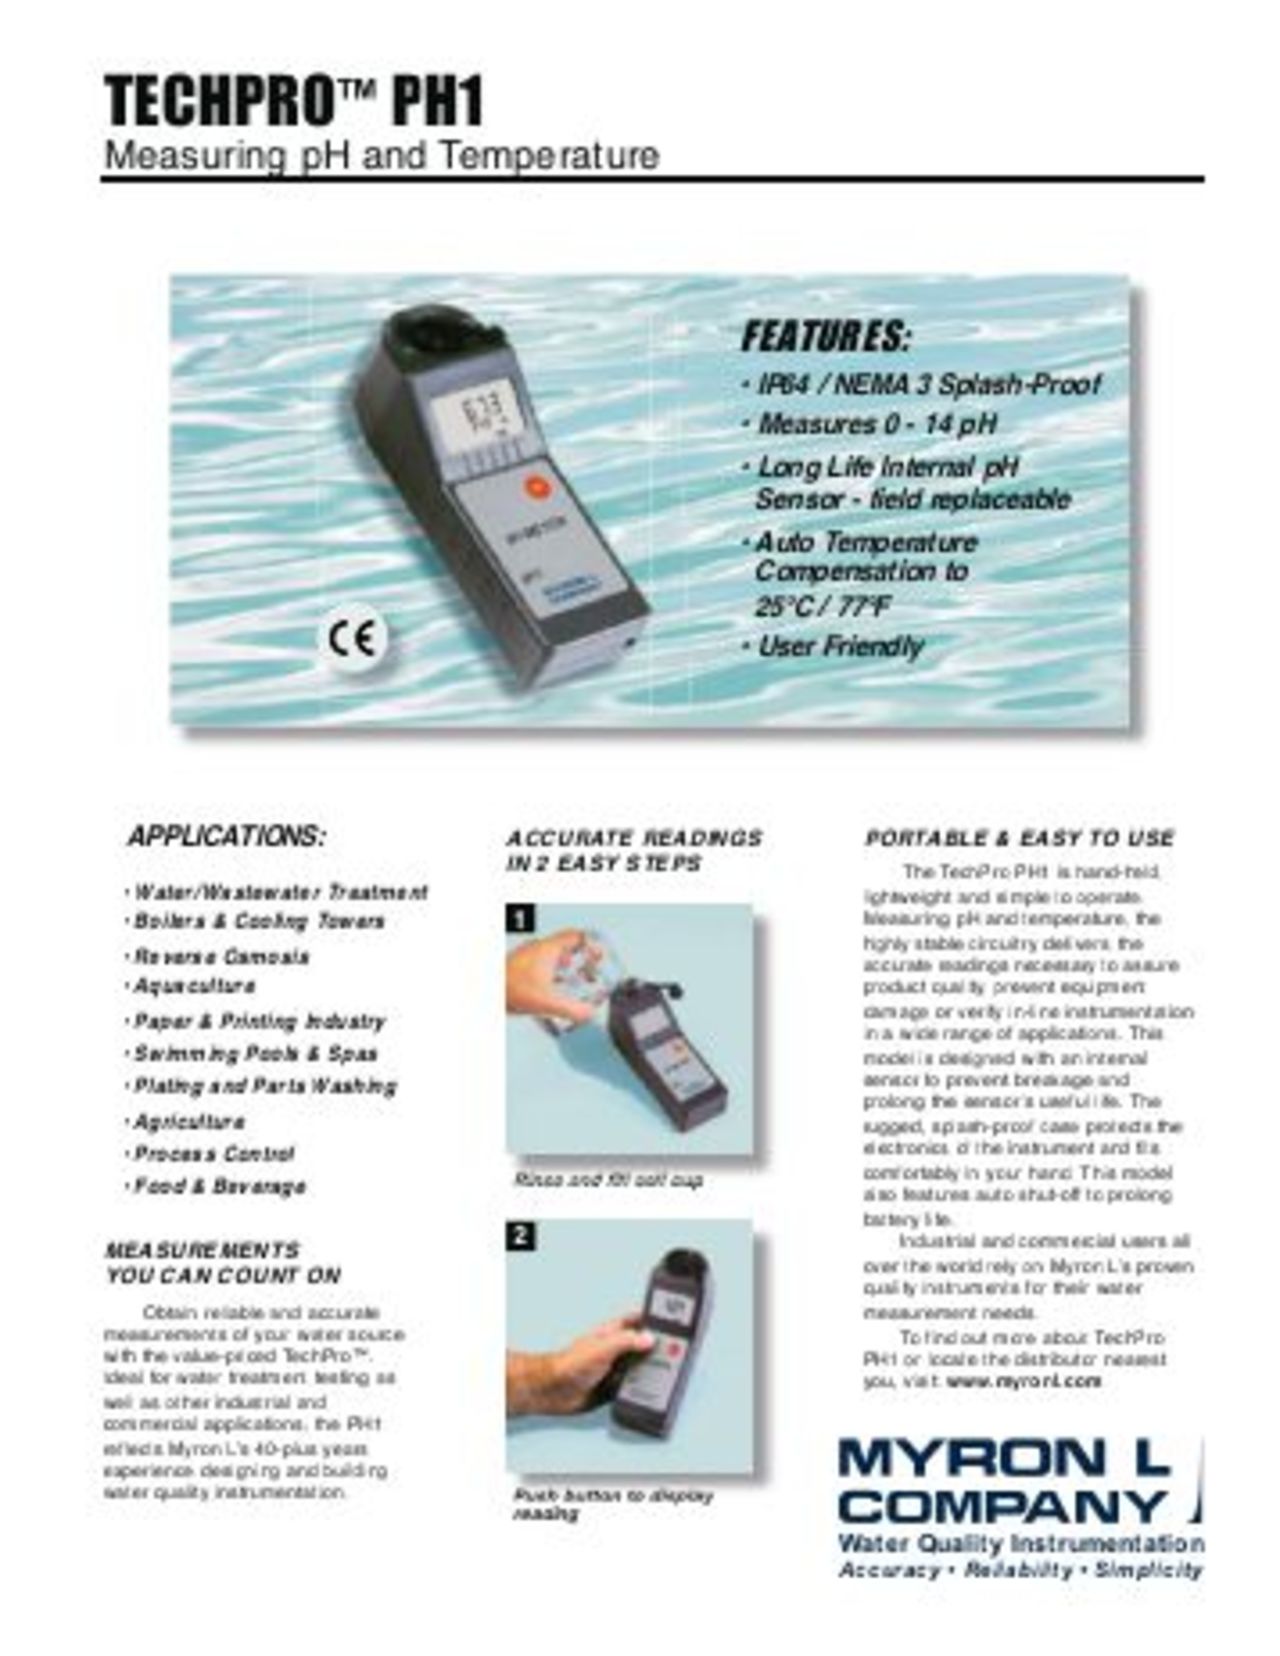 TECHPRO™ PH1
Measuring pH and Temperature
FEATURES:
• IP64 / NEMA 3 Splash-Proof
• Measures 0 - 14 pH
• Long Life Internal pH
Sensor - field replaceable
• Auto Temperature
Compensation to
25°C / 77°F
• User Friendly
CE
pH METER
PH1
MYRON L
COMPANY
APPLICATIONS:
• Water/Wastewater Treatment
• Boilers & Cooling Towers
• Reverse Osmosis
• Aquaculture
• Paper & Printing Industry
• Swimming Pools & Spas
• Plating and Parts Washing
• Agriculture
• Process Control
• Food & Beverage
MEASUREMENTS
YOU CAN COUNT ON
Obtain reliable and accurate
measurements of your water source
with the value-priced TechPro™.
Ideal for water treatment testing as
well as other industrial and
commercial applications, the PH1
reflects Myron L's 40-plus years
experience designing and building
water quality instrumentation.
ACCURATE READINGS
IN 2 EASY STEPS
1
Rinse and fill cell cup
2
Push button to display
reading
PORTABLE & EASY TO USE
The TechPro PH1 is hand-held,
lightweight and simple to operate.
Measuring pH and temperature, the
highly stable circuitry delivers the
accurate readings necessary to assure
product quality, prevent equipment
damage or verify in-line instrumentation
in a wide range of applications. This
model is designed with an internal
sensor to prevent breakage and
prolong the sensor's useful life. The
rugged, splash-proof case protects the
electronics of the instrument and fits
comfortably in your hand. This model
also features auto shut-off to prolong
battery life.
Industrial and commercial users all
over the world rely on Myron L's proven
quality instruments for their water
measurement needs.
To find out more about TechPro
PH1 or locate the distributor nearest
you, visit: www.myronl.com
MYRON L
COMPANY
Water Quality Instrumentation
Accuracy • Reliability • Simplicity